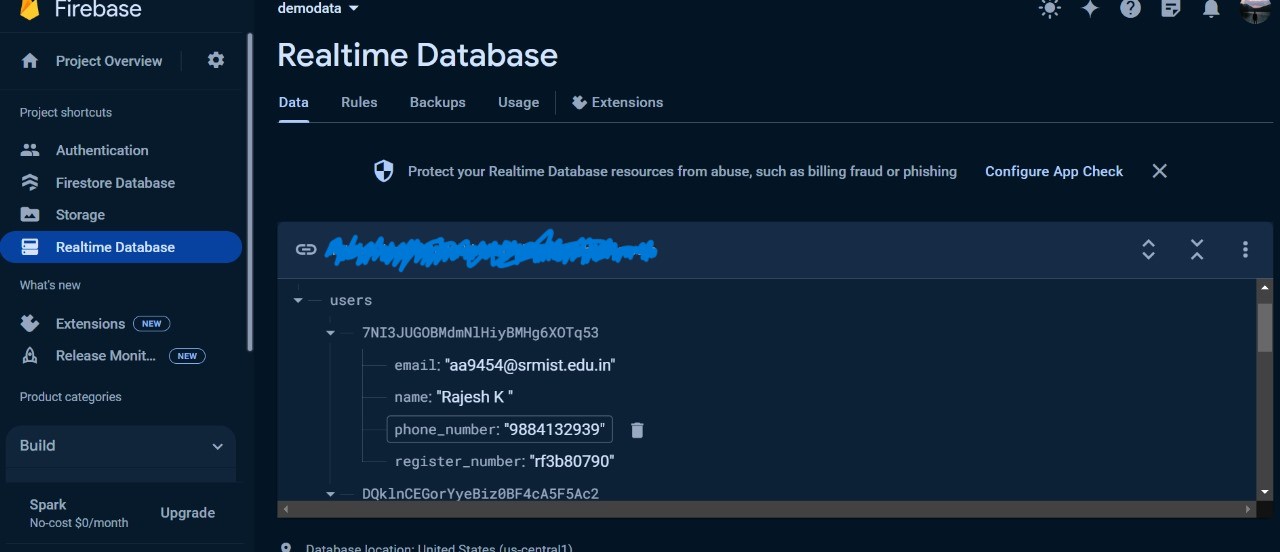 Firebase
demodata
Project Overview
Realtime Database
Project shortcuts
Data Rules Backups Usage Extensions
Authentication
Firestore Database
Protect your Realtime Database resources from abuse, such as billing fraud or phishing Configure App Check
Storage
Realtime Database
What's new
users
Extensions NEW
7NI3JUGOBMdmNlHiyBMHg6XOTq53
Release Monit... NEW
email: "aa9454@srmist.edu.in"
name: "Rajesh K "
Product categories
phone_number: "9884132939"
Build
register_number: "rf3b80790"
DQklnCEGorYyeBiz0BF4cA5F5Ac2
Spark
No-cost $0/month
Upgrade
Database location: United States (us-central1)